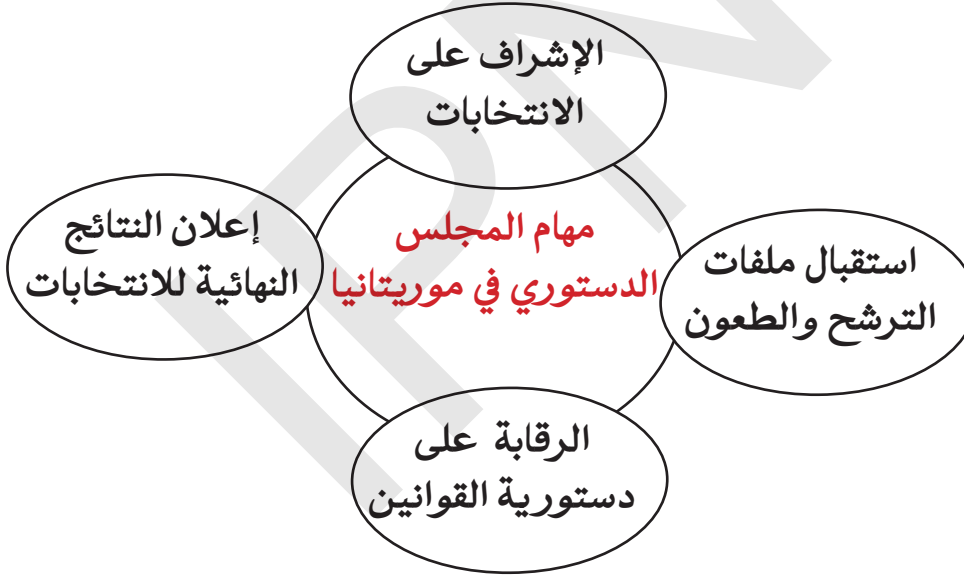 الإشراف على
الانتخابات
مهام المجلس
الدستوري في موريتانيا
استقبال ملفات
الترشح والطعون
إعلان النتائج
النهائية للانتخابات
الرقابة على
دستورية القوانين
IPN